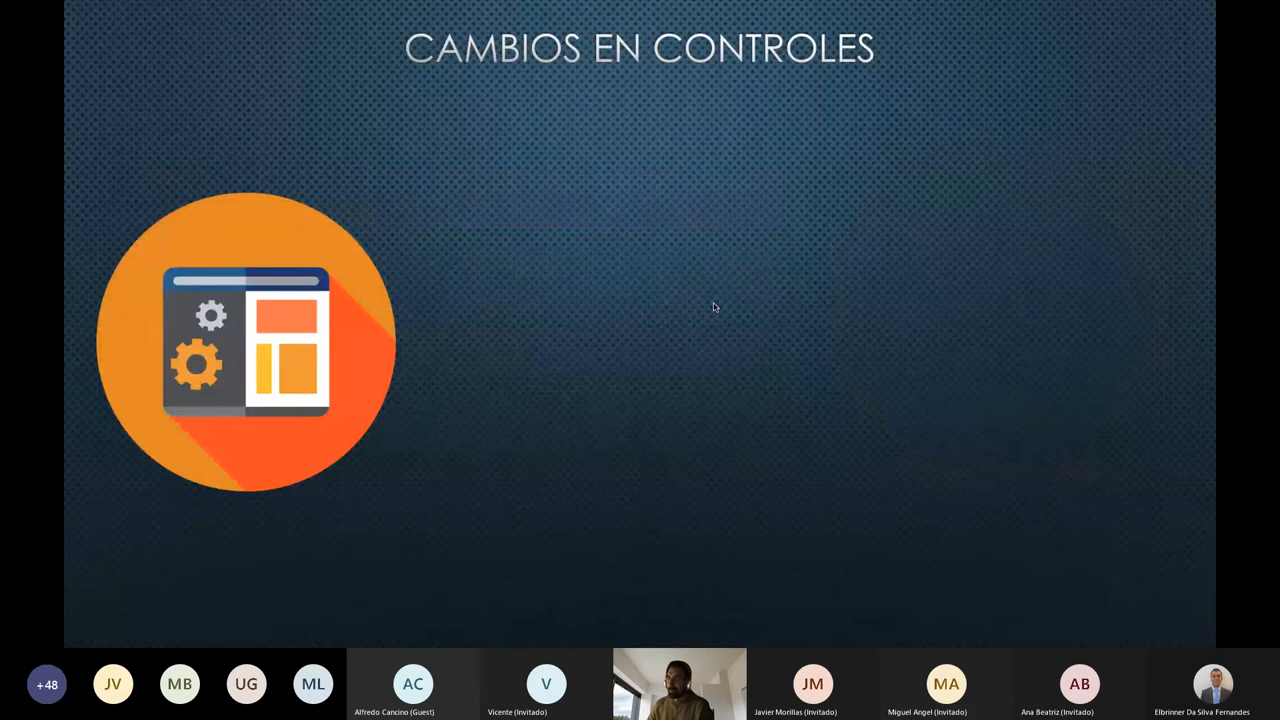 CAMBIOS EN CONTROLES
+48
JV
MB
UG
ML
AC
Alfredo Cancino (Guest)
V
Vicente (Invitado)
JM
Javier Morillas (Invitado)
MA
Miguel Angel (Invitado)
AB
Ana Beatriz (Invitado)
Elbrinner Da Silva Fernandes